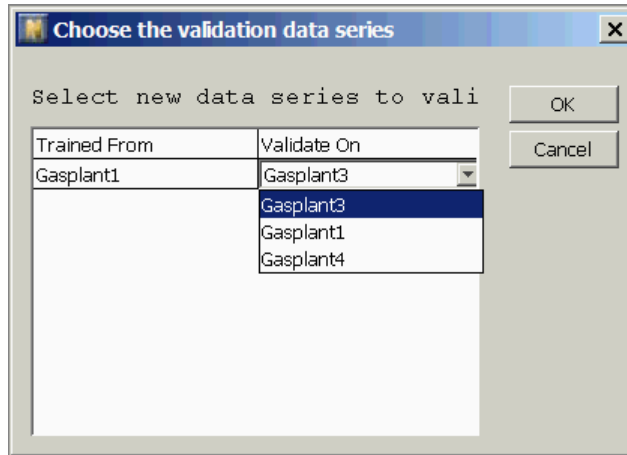 Choose the validation data series
Select new data series to vali
OK
Trained From Validate On
Cancel
Gasplant1 Gasplant3
Gasplant3
Gasplant1
Gasplant4